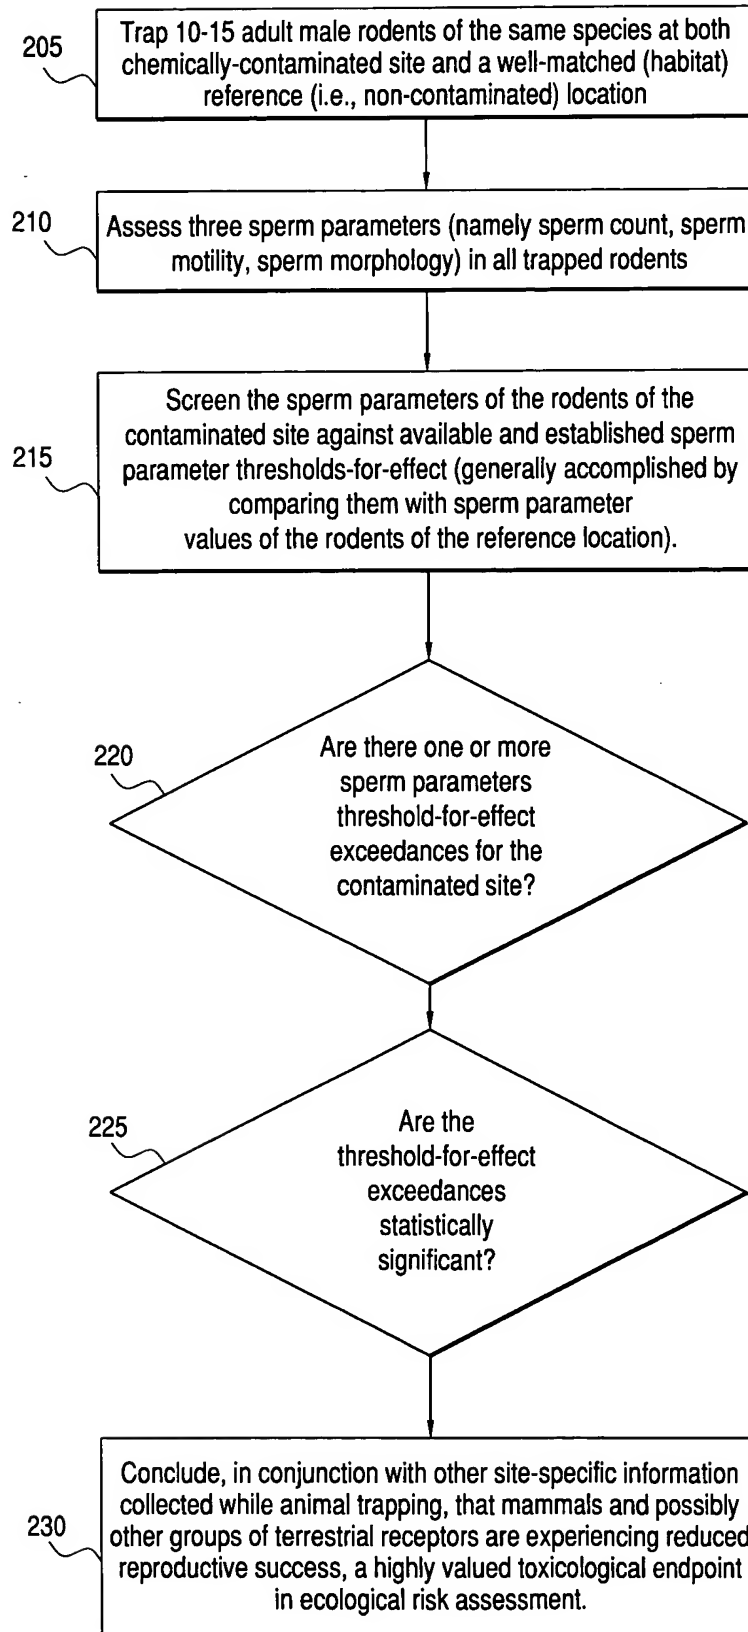 205
Trap 10-15 adult male rodents of the same species at both
chemically-contaminated site and a well-matched (habitat)
reference (i.e., non-contaminated) location
210
Assess three sperm parameters (namely sperm count, sperm
motility, sperm morphology) in all trapped rodents
215
Screen the sperm parameters of the rodents of the
contaminated site against available and established sperm
parameter thresholds-for-effect (generally accomplished by
comparing them with sperm parameter
values of the rodents of the reference location).
220
Are there one or more
sperm parameters
threshold-for-effect
exceedances for the
contaminated site?
225
Are the
threshold-for-effect
exceedances
statistically
significant?
230
Conclude, in conjunction with other site-specific information
collected while animal trapping, that mammals and possibly
other groups of terrestrial receptors are experiencing reduced
reproductive success, a highly valued toxicological endpoint
in ecological risk assessment.